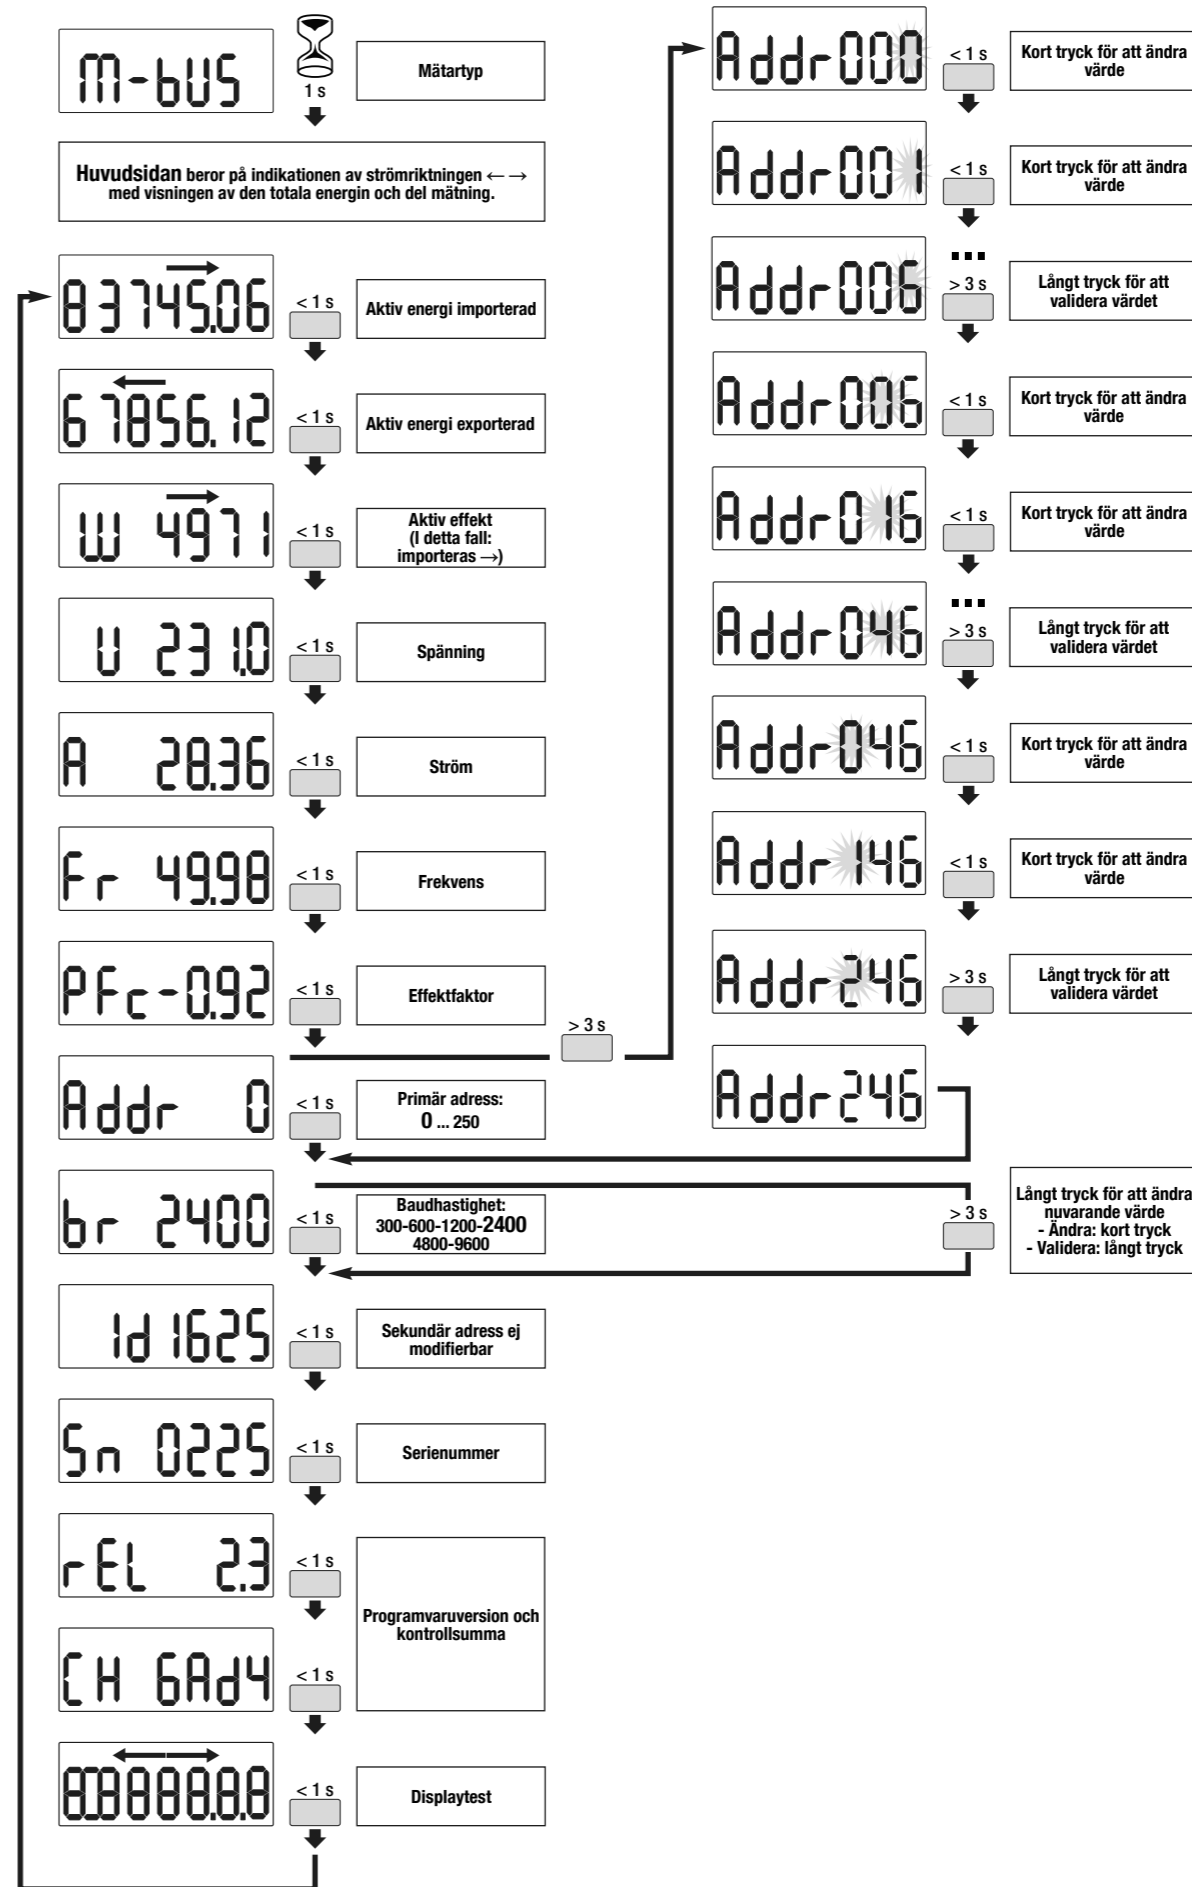 M-bUS
1 s
Mätartyp
Huvudsidan beror på indikationen av strömriktningen ←→
med visningen av den totala energin och del mätning.
83745.06
< 1 s
Aktiv energi importerad
67856.12
< 1 s
Aktiv energi exporterad
W 4971
< 1 s
Aktiv effekt
(I detta fall:
importeras →)
U 231.0
< 1 s
Spänning
A 28.36
< 1 s
Ström
Fr 49.98
< 1 s
Frekvens
PFc-0.92
< 1 s
Effektfaktor
> 3 s
Addr 0
< 1 s
Primär adress:
0 ... 250
br 2400
< 1 s
Baudhastighet:
300-600-1200-2400
4800-9600
Id 1625
< 1 s
Sekundär adress ej
modifierbar
Sn 0225
< 1 s
Serienummer
rEL 2.3
< 1 s
CH 6Ad4
< 1 s
Programvaruversion och
kontrollsumma
8.8.8888.8.8
< 1 s
Displaytest
Addr000
< 1 s
Kort tryck för att ändra
värde
Addr001
< 1 s
Kort tryck för att ändra
värde
Addr006
...
> 3 s
Långt tryck för att
validera värdet
Addr006
< 1 s
Kort tryck för att ändra
värde
Addr016
< 1 s
Kort tryck för att ändra
värde
Addr046
...
> 3 s
Långt tryck för att
validera värdet
Addr046
< 1 s
Kort tryck för att ändra
värde
Addr146
< 1 s
Kort tryck för att ändra
värde
Addr246
> 3 s
Långt tryck för att
validera värdet
Addr246
> 3 s
Långt tryck för att ändra
nuvarande värde
- Ändra: kort tryck
- Validera: långt tryck